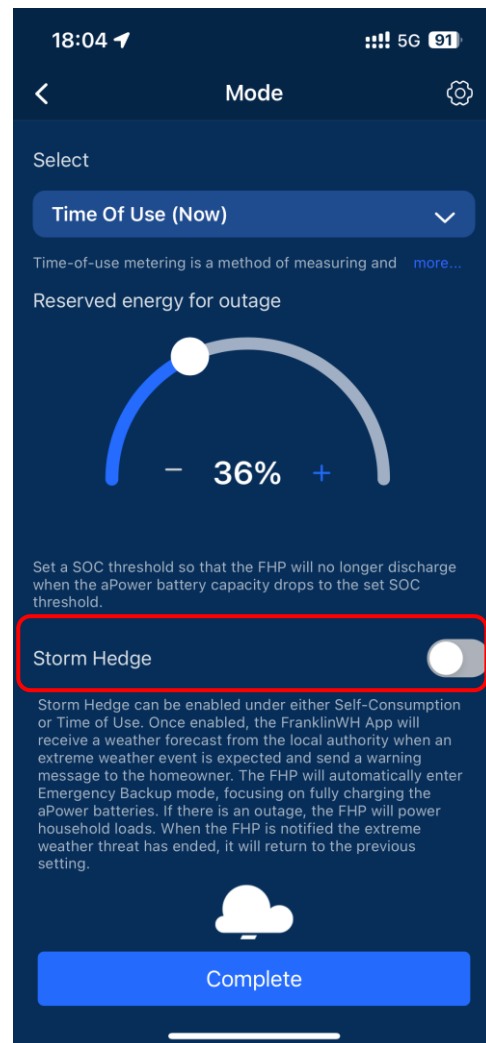 18:04 5G 91
Mode
Select
Time Of Use (Now)
Time-of-use metering is a method of measuring and more...
Reserved energy for outage
− 36% +
Set a SOC threshold so that the FHP will no longer discharge
when the aPower battery capacity drops to the set SOC
threshold.
Storm Hedge
Storm Hedge can be enabled under either Self-Consumption
or Time of Use. Once enabled, the FranklinWH App will
receive a weather forecast from the local authority when an
extreme weather event is expected and send a warning
message to the homeowner. The FHP will automatically enter
Emergency Backup mode, focusing on fully charging the
aPower batteries. If there is an outage, the FHP will power
household loads. When the FHP is notified the extreme
weather threat has ended, it will return to the previous
setting.
Complete